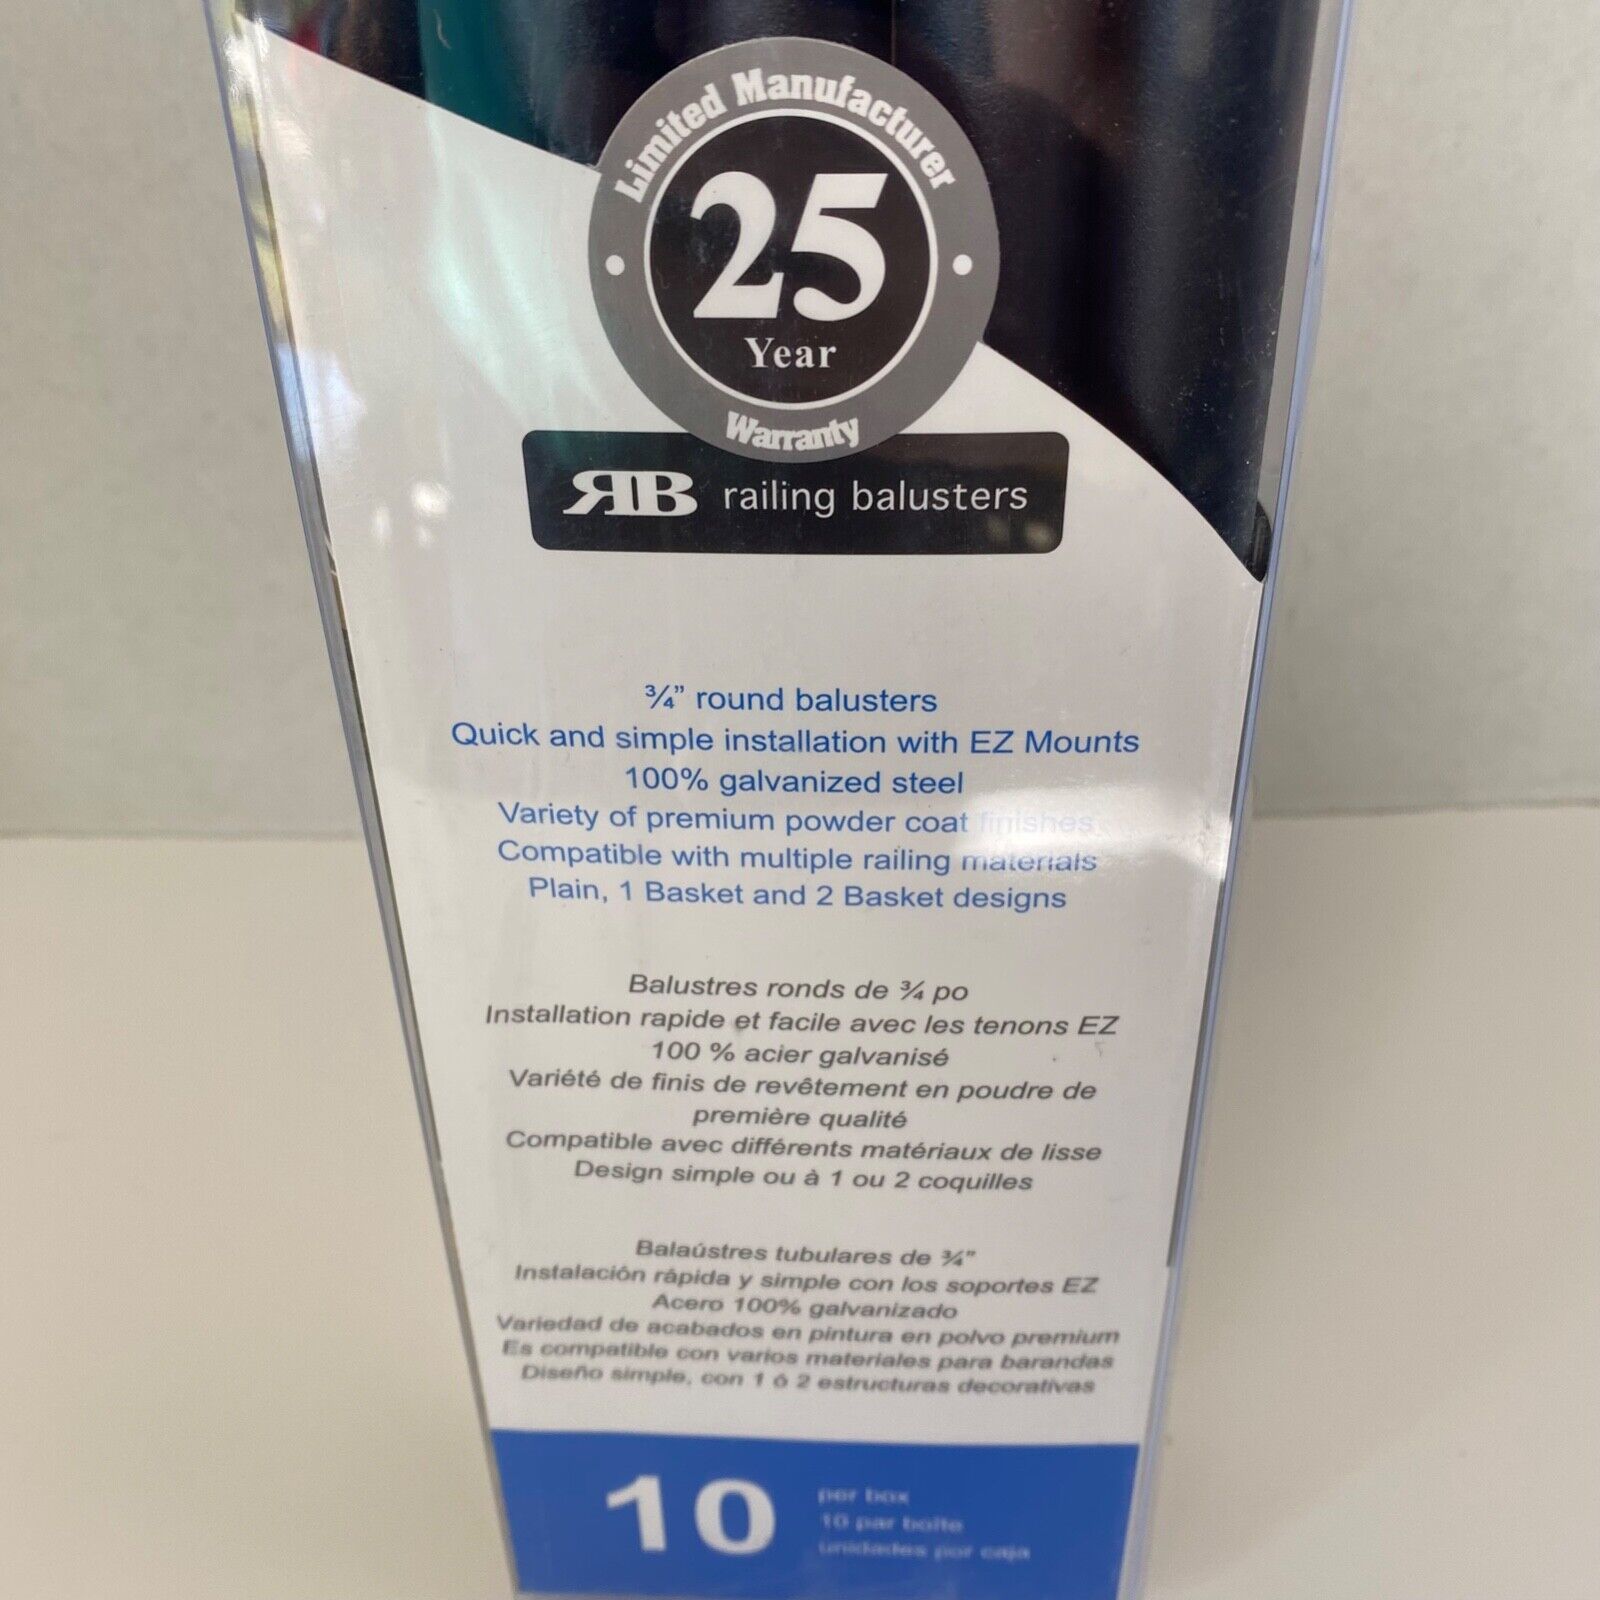 Limited Manufacturer
25
Year
Warranty
RB railing balusters
¾” round balusters
Quick and simple installation with EZ Mounts
100% galvanized steel
Variety of premium powder coat finishes
Compatible with multiple railing materials
Plain, 1 Basket and 2 Basket designs
Balustres ronds de ¾ po
Installation rapide et facile avec les tenons EZ
100 % acier galvanisé
Variété de finis de revêtement en poudre de
première qualité
Compatible avec différents matériaux de lisse
Design simple ou à 1 ou 2 coquilles
Balaústres tubulares de ¾”
Instalación rápida y simple con los soportes EZ
Acero 100% galvanizado
Variedad de acabados en pintura en polvo premium
Es compatible con varios materiales para barandas
Diseño simple, con 1 ó 2 estructuras decorativas
10
per box
10 par boîte
unidades por caja